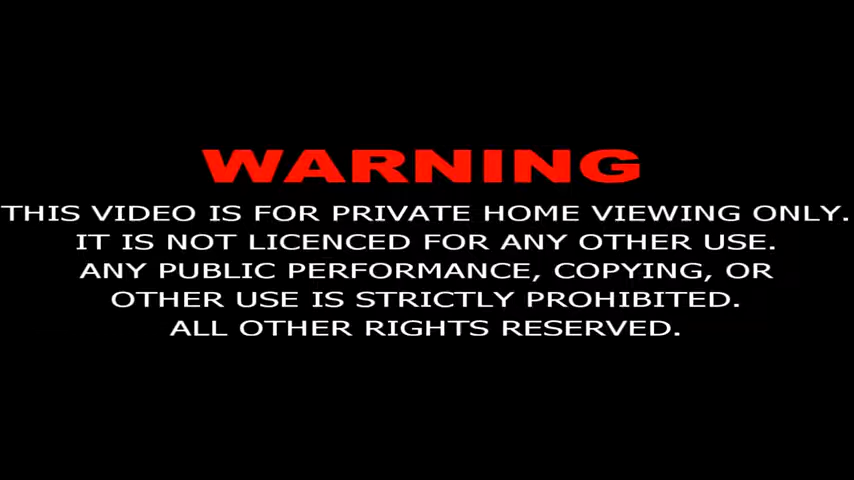 WARNING
THIS VIDEO IS FOR PRIVATE HOME VIEWING ONLY.
IT IS NOT LICENCED FOR ANY OTHER USE.
ANY PUBLIC PERFORMANCE, COPYING, OR
OTHER USE IS STRICTLY PROHIBITED.
ALL OTHER RIGHTS RESERVED.